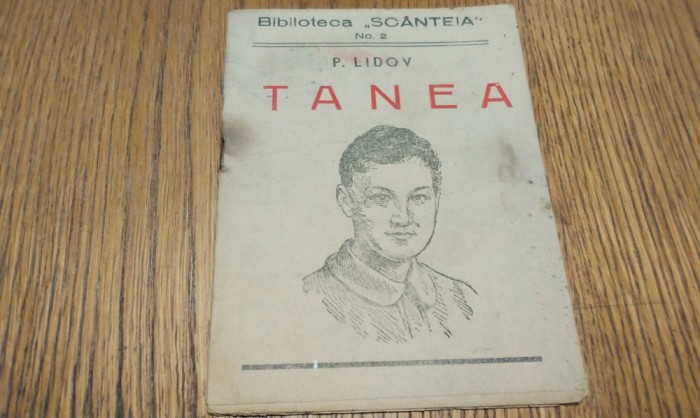 Biblioteca „SCÂNTEIA"
No. 2
P. LIDOV
TANEA